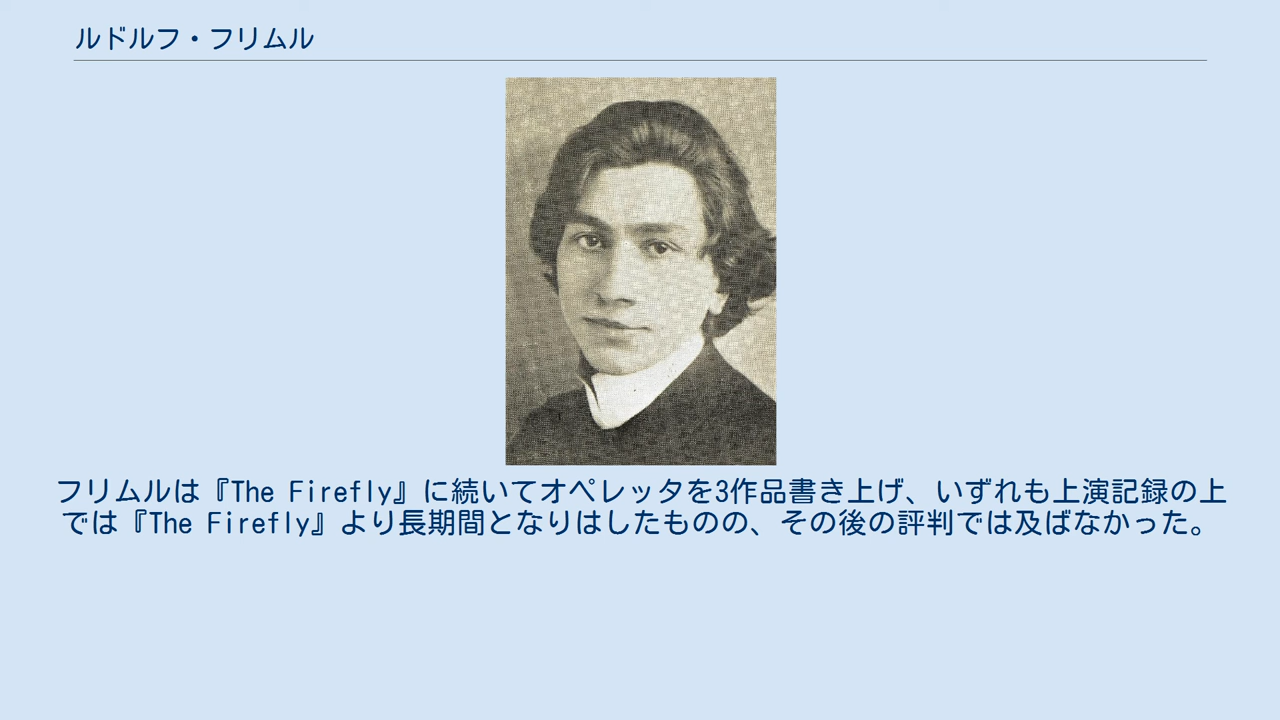 ルドルフ・フリムル
フリムルは『The Firefly』に続いてオペレッタを3作品書き上げ、いずれも上演記録の上
では『The Firefly』より長期間となりはしたものの、その後の評判では及ばなかった。